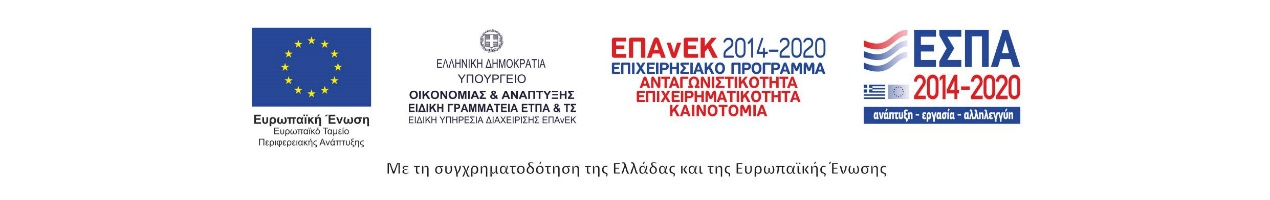 Ευρωπαϊκή Ένωση
Ευρωπαϊκό Ταμείο
Περιφερειακής Ανάπτυξης
ΕΛΛΗΝΙΚΗ ΔΗΜΟΚΡΑΤΙΑ
ΥΠΟΥΡΓΕΙΟ
ΟΙΚΟΝΟΜΙΑΣ & ΑΝΑΠΤΥΞΗΣ
ΕΙΔΙΚΗ ΓΡΑΜΜΑΤΕΙΑ ΕΤΠΑ & ΤΣ
ΕΙΔΙΚΗ ΥΠΗΡΕΣΙΑ ΔΙΑΧΕΙΡΙΣΗΣ ΕΠΑνΕΚ
ΕΠΑνΕΚ 2014–2020
ΕΠΙΧΕΙΡΗΣΙΑΚΟ ΠΡΟΓΡΑΜΜΑ
ΑΝΤΑΓΩΝΙΣΤΙΚΟΤΗΤΑ
ΕΠΙΧΕΙΡΗΜΑΤΙΚΟΤΗΤΑ
ΚΑΙΝΟΤΟΜΙΑ
ΕΣΠΑ
2014-2020
ανάπτυξη - εργασία - αλληλεγγύη
Με τη συγχρηματοδότηση της Ελλάδας και της Ευρωπαϊκής Ένωσης